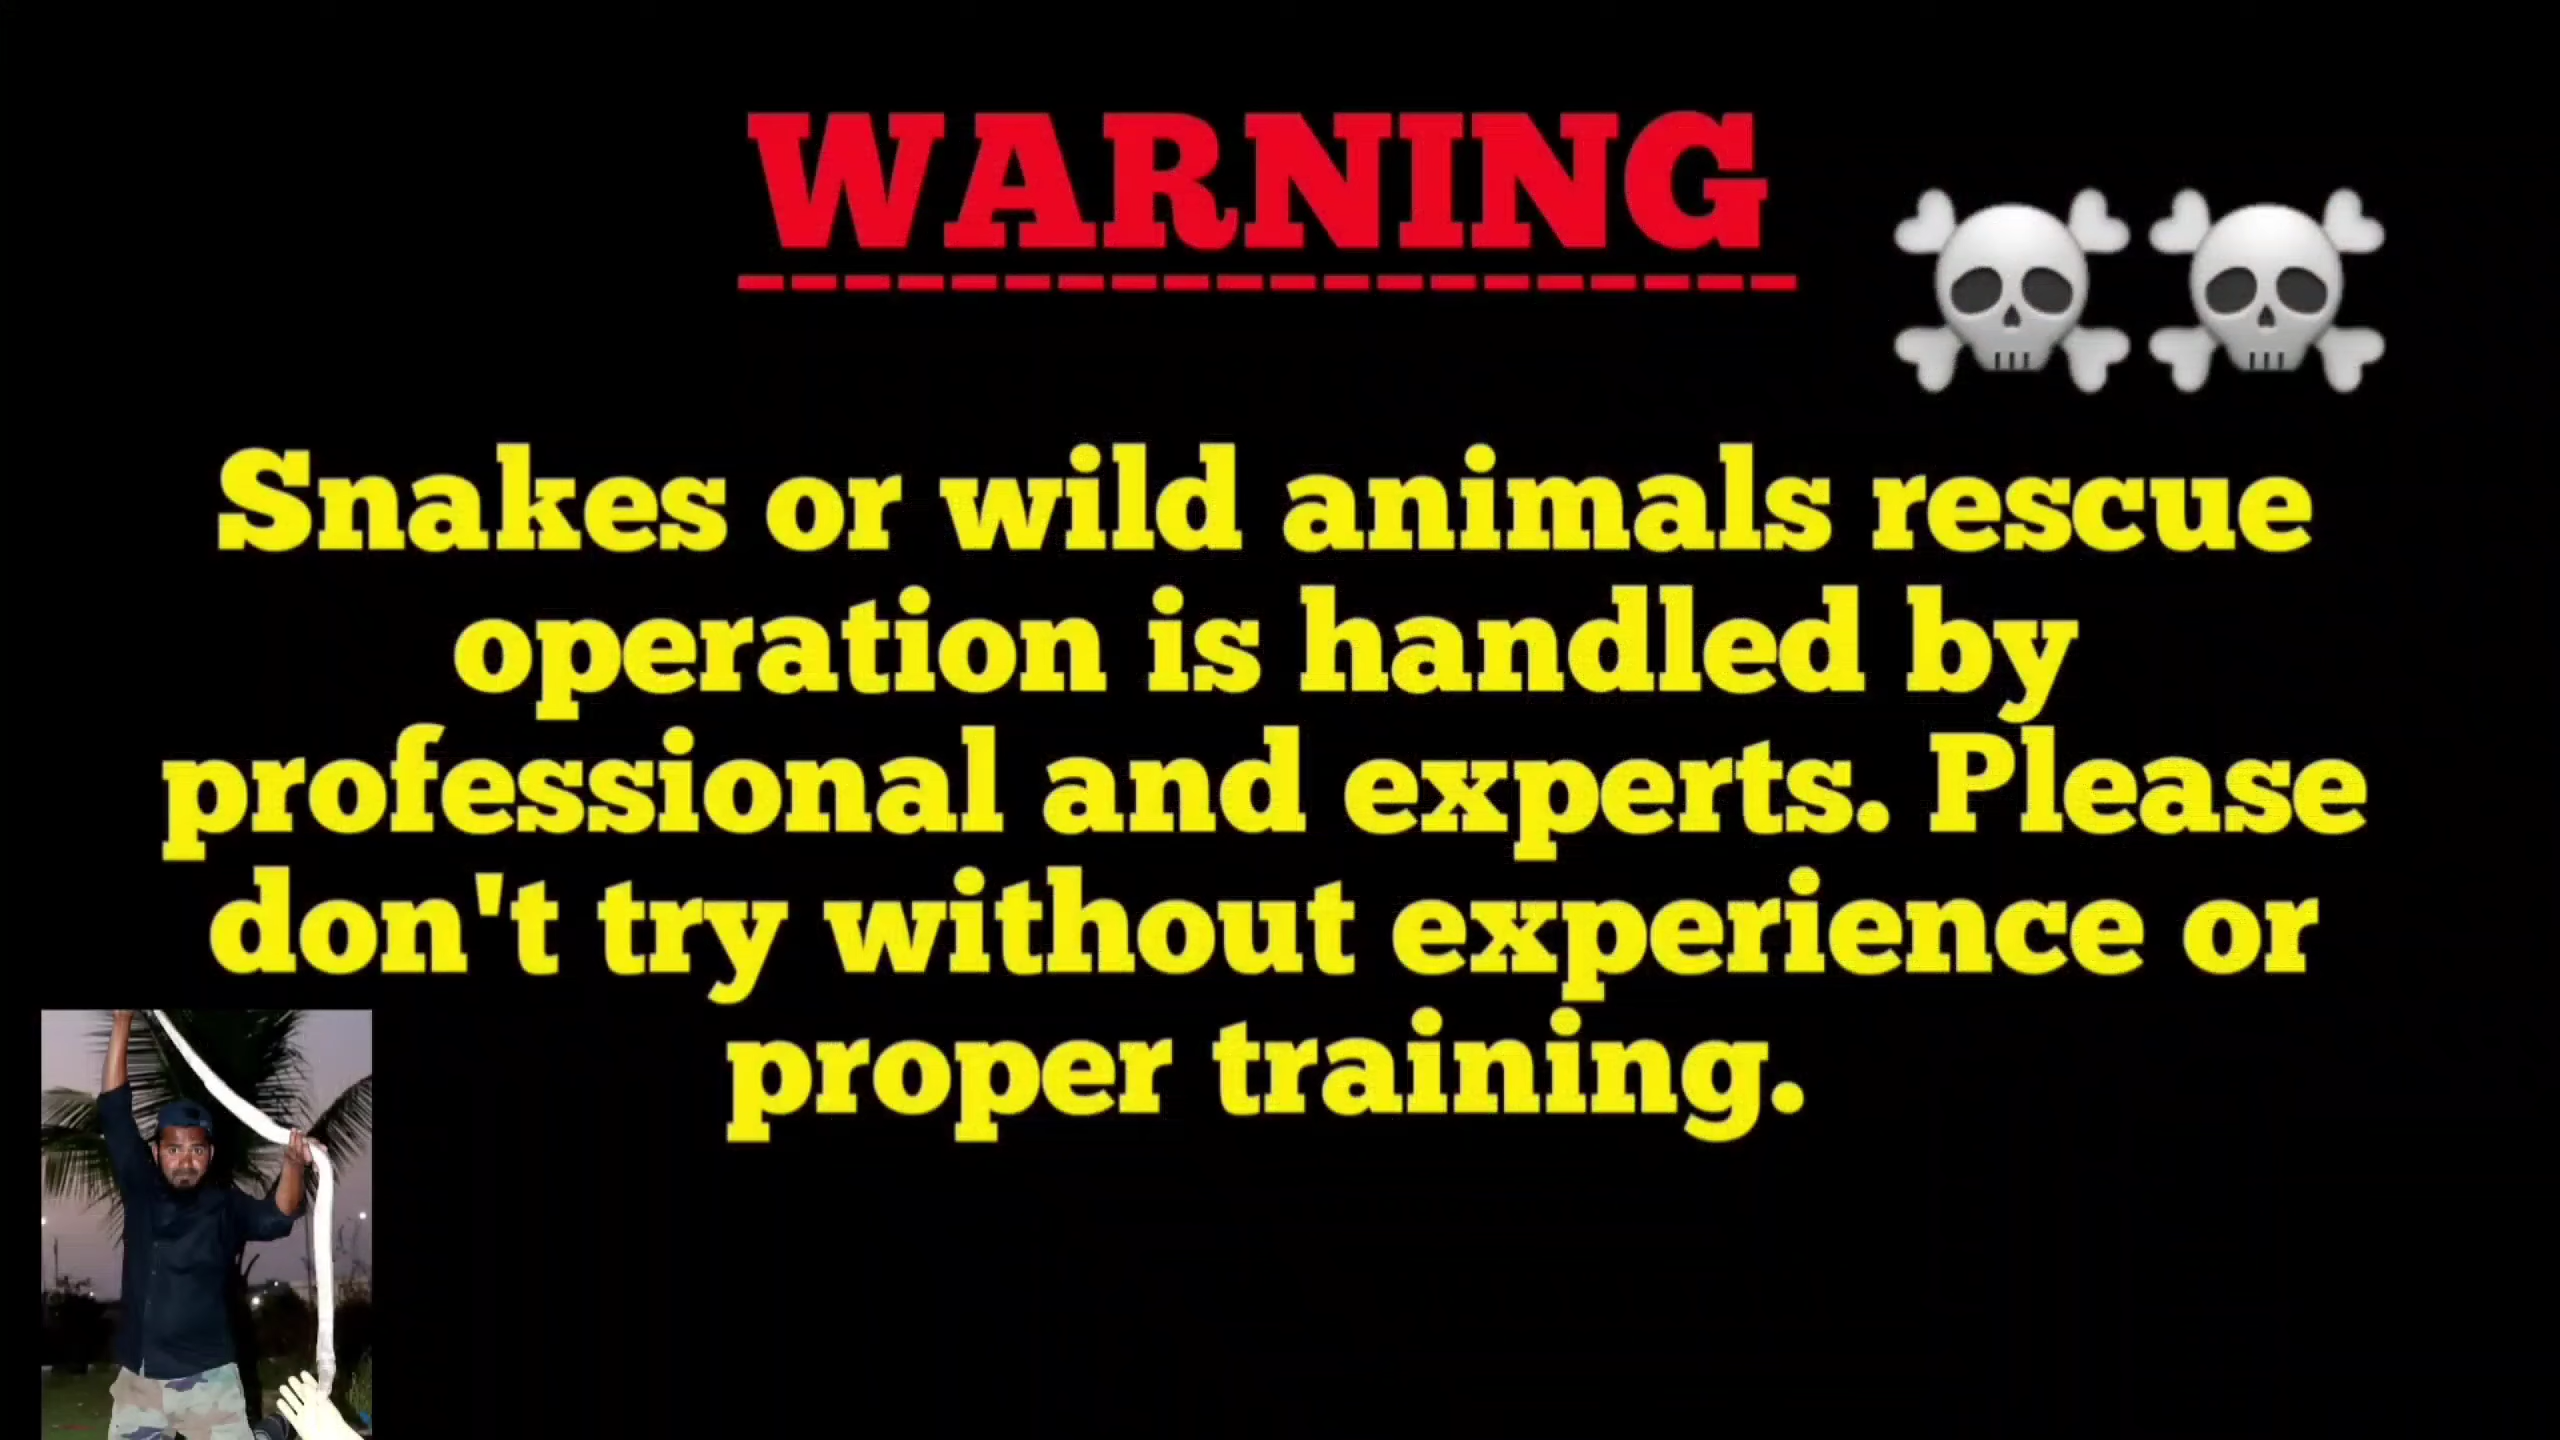 WARNING
Snakes or wild animals rescue
operation is handled by
professional and experts. Please
don't try without experience or
proper training.